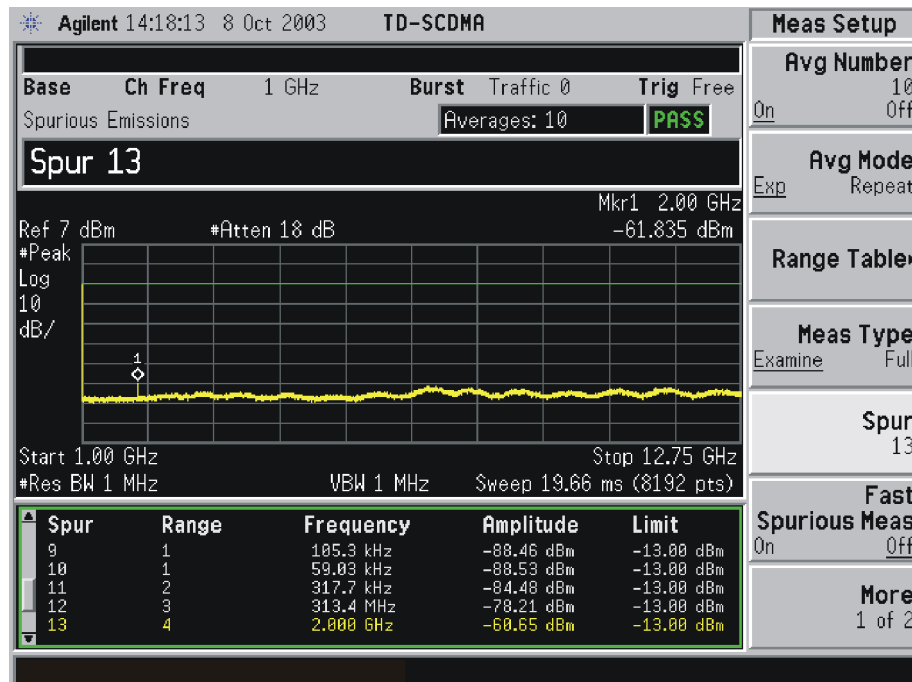 Agilent 14:18:13 8 Oct 2003 TD-SCDMA
Base Ch Freq 1 GHz Burst Traffic 0 Trig Free
Spurious Emissions Averages: 10 PASS
Spur 13
Mkr1 2.00 GHz
Ref 7 dBm #Atten 18 dB -61.835 dBm
#Peak
Log
10
dB/
1
Start 1.00 GHz Stop 12.75 GHz
#Res BW 1 MHz VBW 1 MHz Sweep 19.66 ms (8192 pts)
Spur Range Frequency Amplitude Limit
9 1 105.3 kHz -88.46 dBm -13.00 dBm
10 1 59.03 kHz -88.53 dBm -13.00 dBm
11 2 317.7 kHz -84.48 dBm -13.00 dBm
12 3 313.4 MHz -78.21 dBm -13.00 dBm
13 4 2.000 GHz -60.65 dBm -13.00 dBm
Meas Setup
Avg Number
10
On Off
Avg Mode
Exp Repeat
Range Table
Meas Type
Examine Full
Spur
13
Fast
Spurious Meas
On Off
More
1 of 2